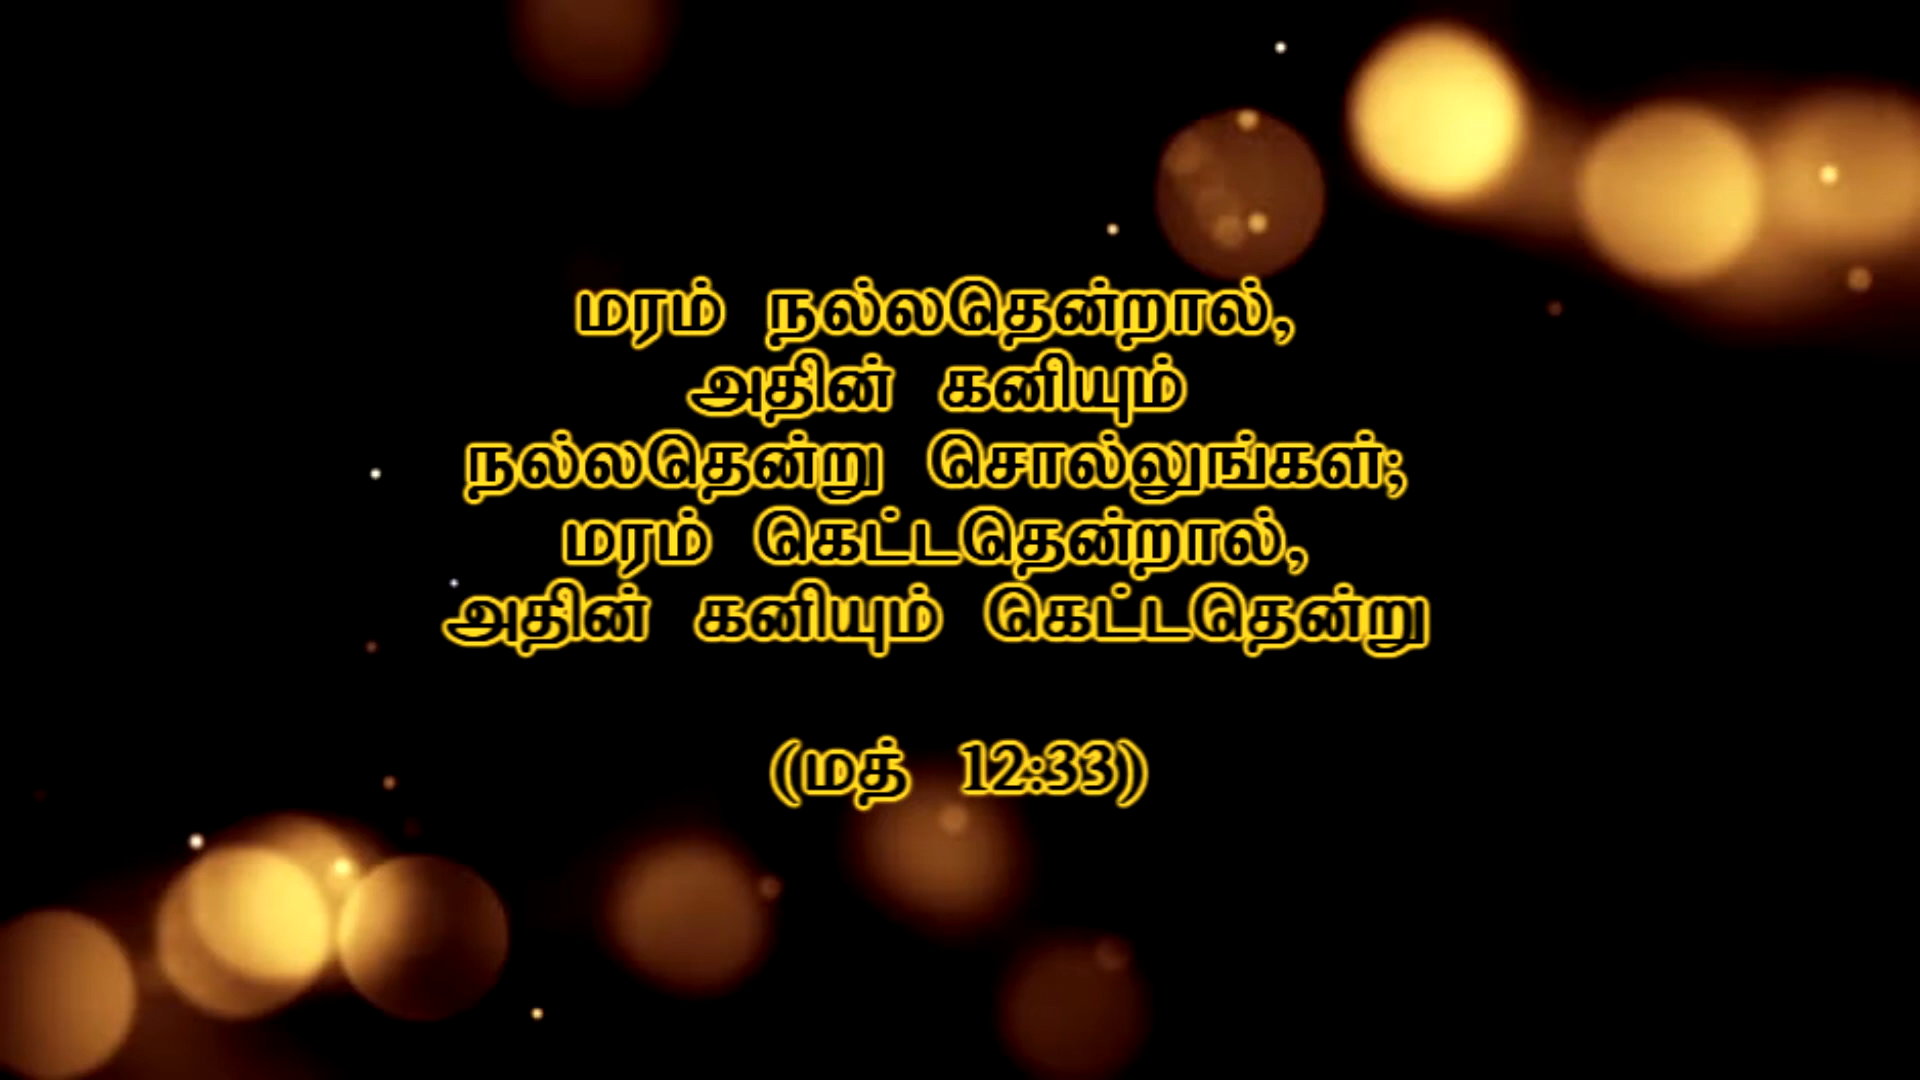 மரம் நல்லதென்றால்,
அதின் கனியும்
நல்லதென்று சொல்லுங்கள்;
மரம் கெட்டதென்றால்,
அதின் கனியும் கெட்டதென்று
(மத் 12:33)